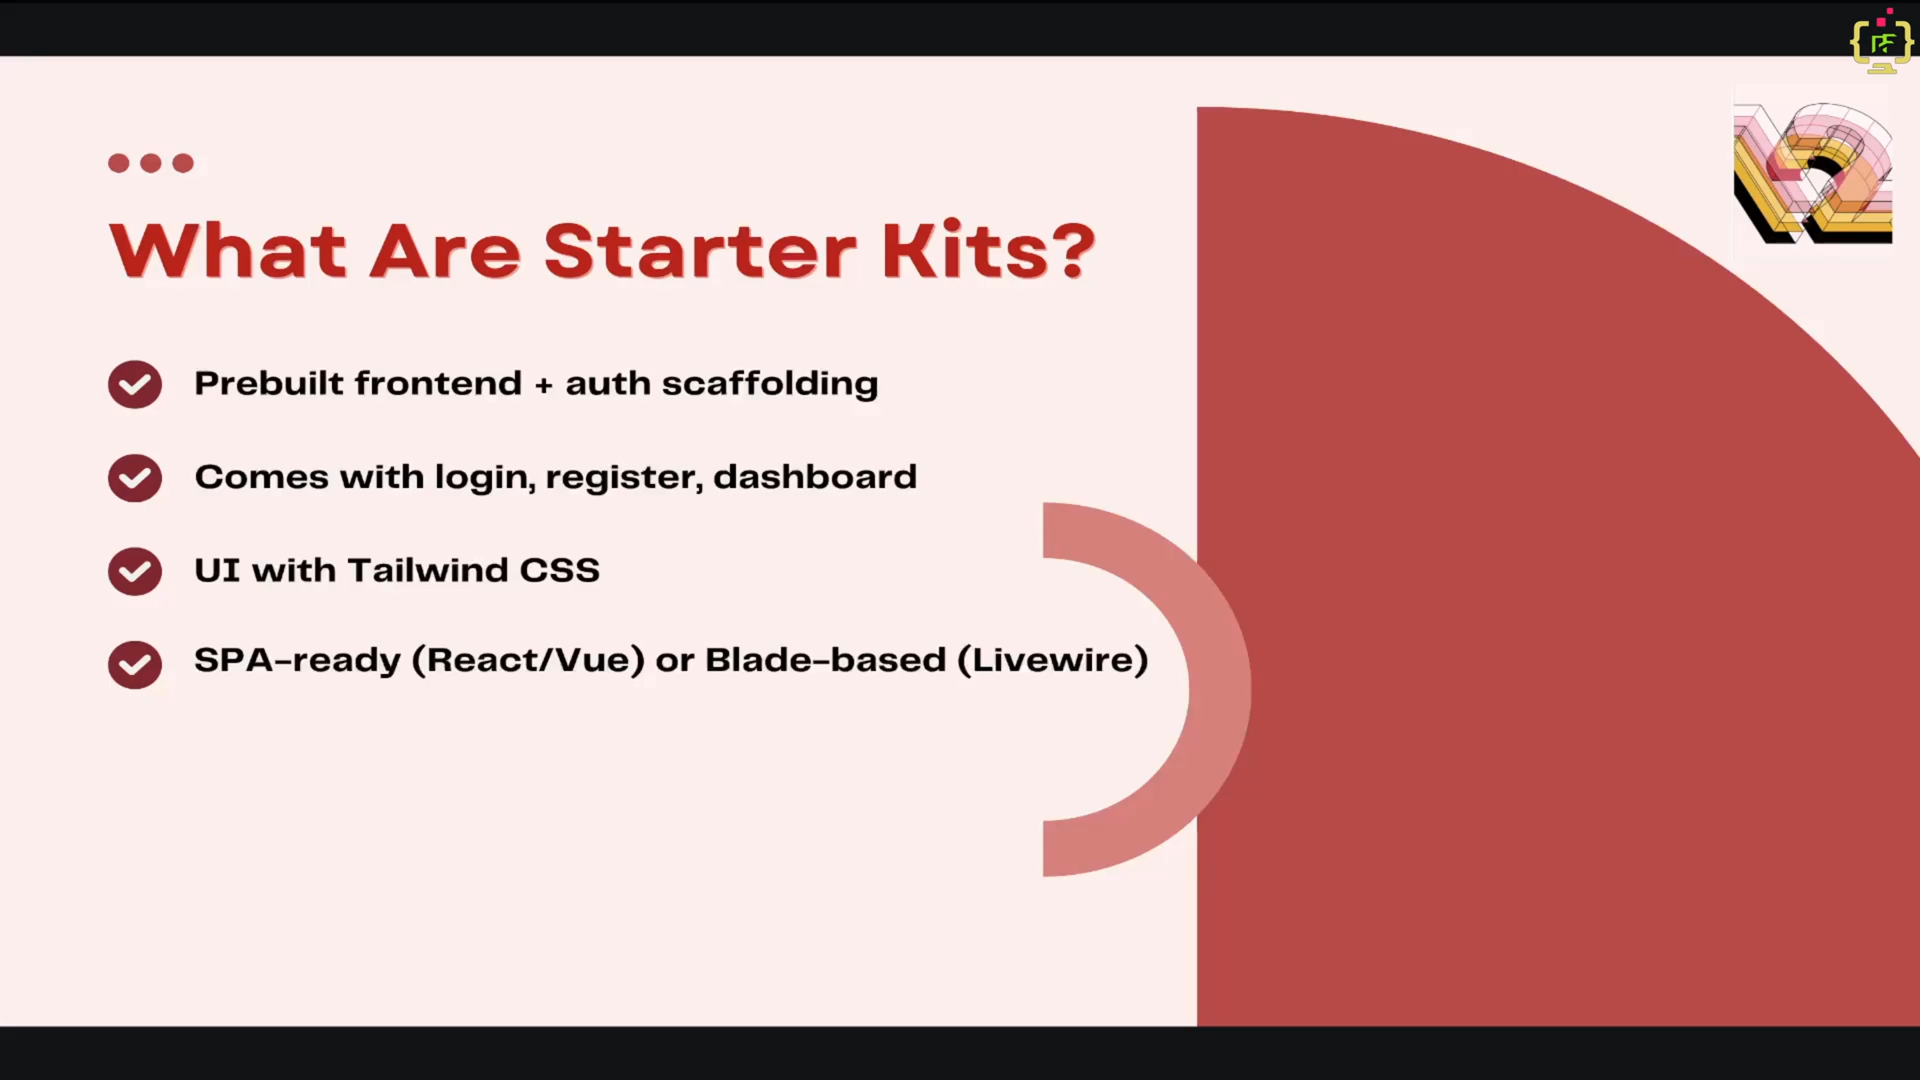 What Are Starter Kits?
Prebuilt frontend + auth scaffolding
Comes with login, register, dashboard
UI with Tailwind CSS
SPA-ready (React/Vue) or Blade-based (Livewire)